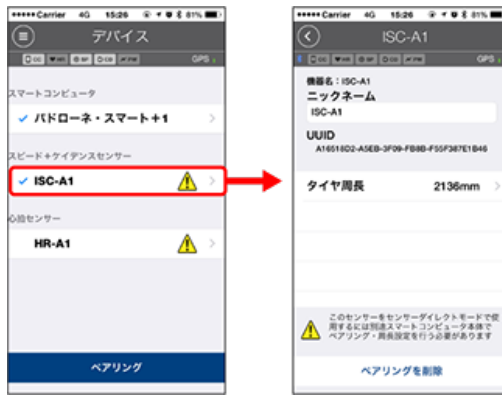 Carrier 4G 15:26 81%
デバイス
GPS
スマートコンピュータ
パドローネ・スマート+1
スピード+ケイデンスセンサー
ISC-A1
心拍センサー
HR-A1
ペアリング
Carrier 4G 15:26 81%
ISC-A1
GPS
機器名:ISC-A1
ニックネーム
ISC-A1
UUID
A16518D2-A5EB-3F09-FB8B-F55F387E1B46
タイヤ周長 2136mm
このセンサーをセンサーダイレクトモードで使
用するには別途スマートコンピュータ本体で
ペアリング・周長設定を行う必要があります
ペアリングを削除